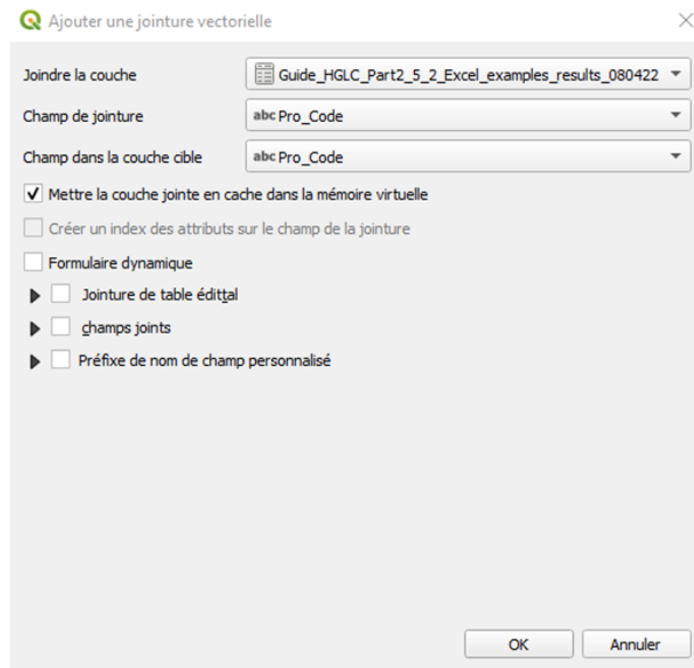 Ajouter une jointure vectorielle
Joindre la couche Guide_HGLC_Part2_5_2_Excel_examples_results_080422
Champ de jointure abc Pro_Code
Champ dans la couche cible abc Pro_Code
Mettre la couche jointe en cache dans la mémoire virtuelle
Créer un index des attributs sur le champ de la jointure
Formulaire dynamique
Jointure de table édittal
champs joints
Préfixe de nom de champ personnalisé
OK Annuler